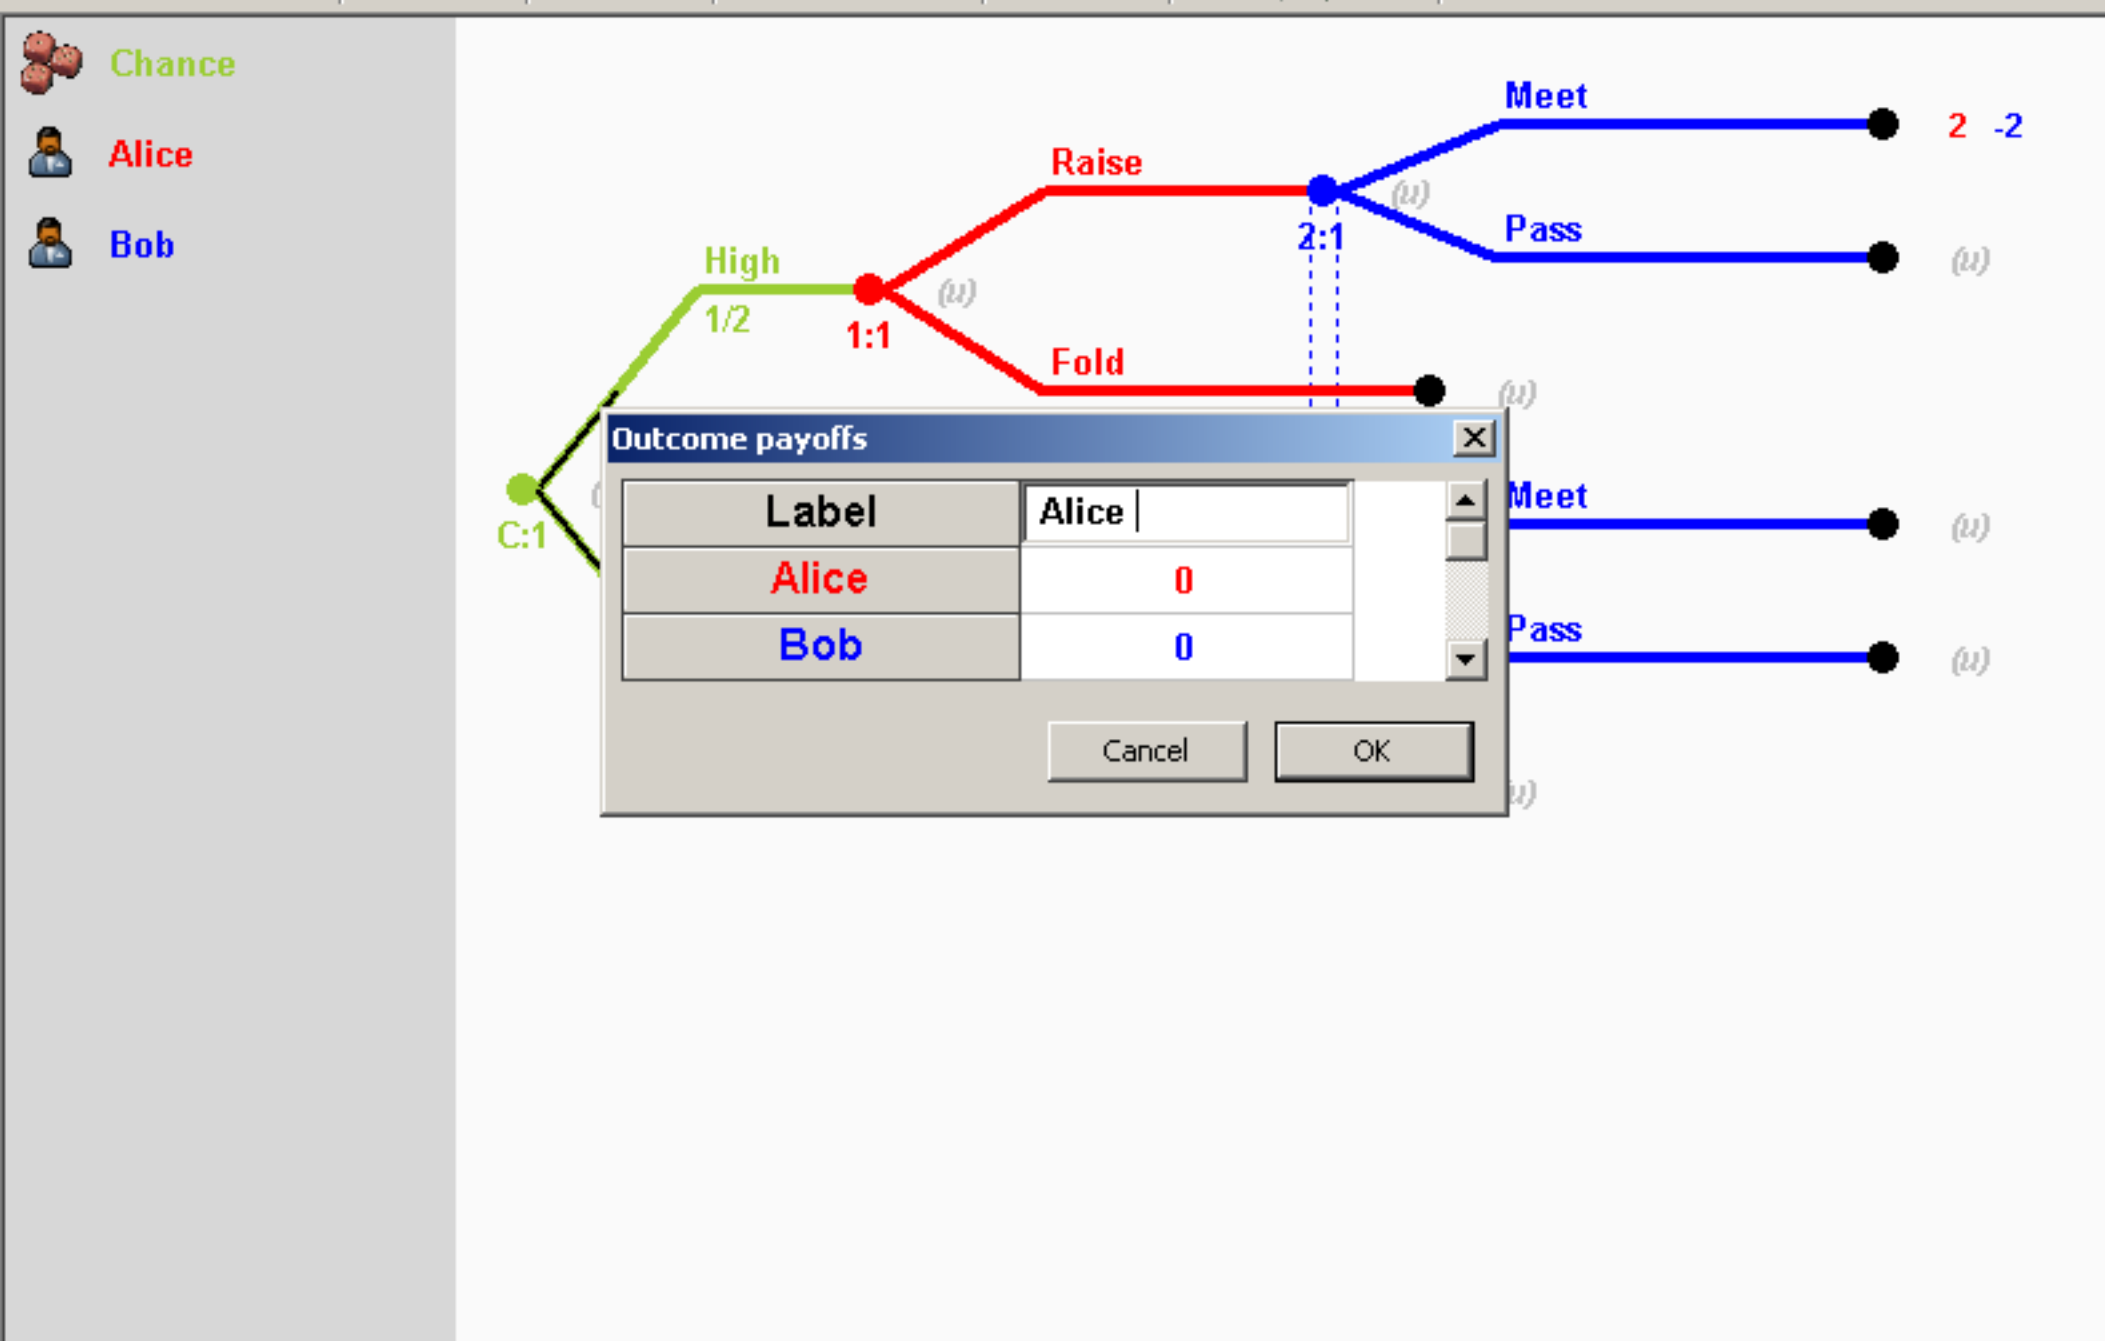 Chance
Alice
Bob
Meet
2 -2
Raise
(u)
2:1
Pass
(u)
High
1/2
(u)
1:1
Fold
(u)
Outcome payoffs
Label Alice
Alice 0
Bob 0
Cancel OK
C:1
Meet
(u)
Pass
(u)
u)